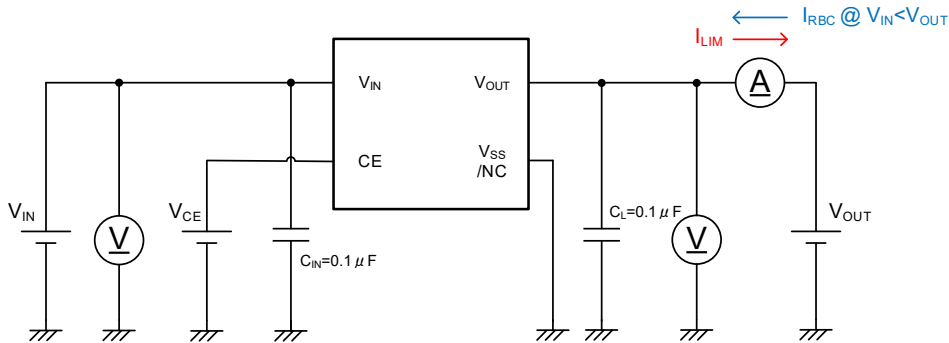 I_RBC @ V_IN<V_OUT
I_LIM
V_IN
V_OUT
A
CE
V_SS
/NC
V_IN
V
V_CE
C_IN=0.1 μF
C_L=0.1 μF
V
V_OUT